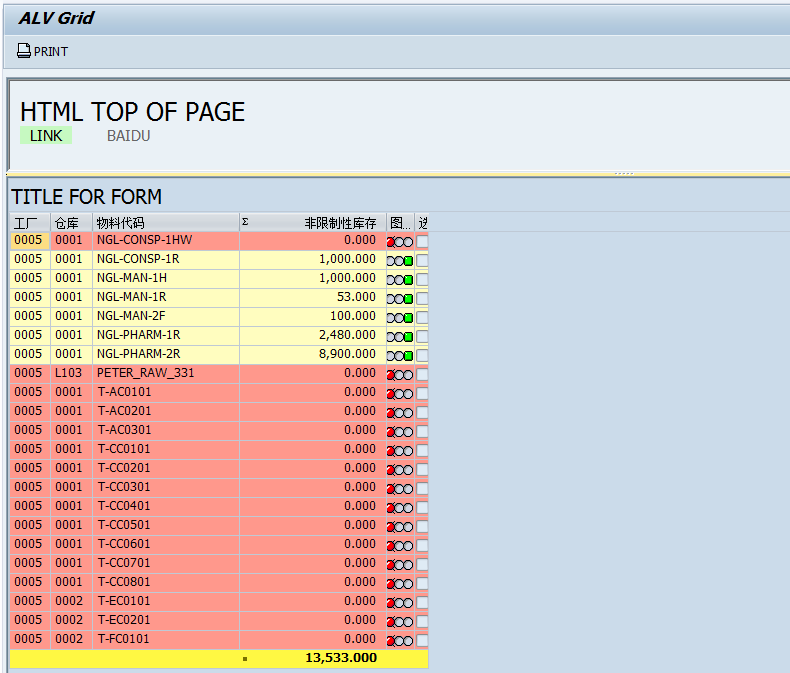 ALV Grid
PRINT
HTML TOP OF PAGE
LINK BAIDU
TITLE FOR FORM
工厂 仓库 物料代码 Σ 非限制性库存 图... 选
0005 0001 NGL-CONSP-1HW 0.000
0005 0001 NGL-CONSP-1R 1,000.000
0005 0001 NGL-MAN-1H 1,000.000
0005 0001 NGL-MAN-1R 53.000
0005 0001 NGL-MAN-2F 100.000
0005 0001 NGL-PHARM-1R 2,480.000
0005 0001 NGL-PHARM-2R 8,900.000
0005 L103 PETER_RAW_331 0.000
0005 0001 T-AC0101 0.000
0005 0001 T-AC0201 0.000
0005 0001 T-AC0301 0.000
0005 0001 T-CC0101 0.000
0005 0001 T-CC0201 0.000
0005 0001 T-CC0301 0.000
0005 0001 T-CC0401 0.000
0005 0001 T-CC0501 0.000
0005 0001 T-CC0601 0.000
0005 0001 T-CC0701 0.000
0005 0001 T-CC0801 0.000
0005 0002 T-EC0101 0.000
0005 0002 T-EC0201 0.000
0005 0002 T-FC0101 0.000
13,533.000